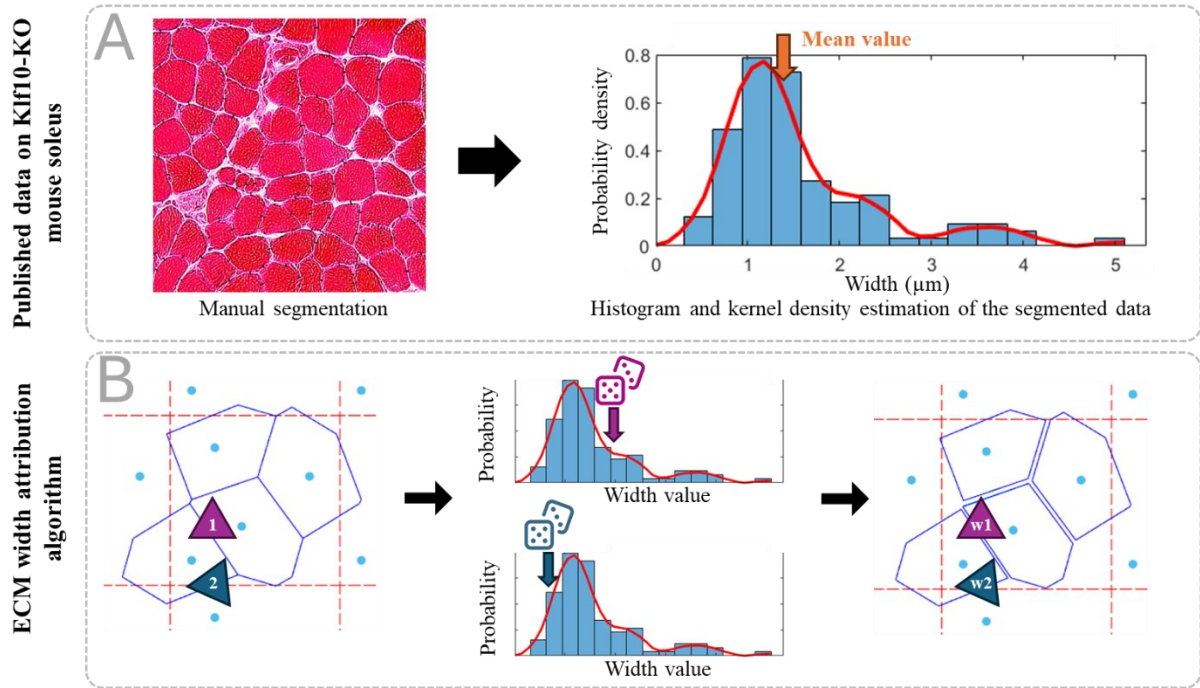 Published data on Klf10-KO
mouse soleus
A
Manual segmentation
Mean value
Probability density
0.8
0.6
0.4
0.2
0
0 1 2 3 4 5
Width (µm)
Histogram and kernel density estimation of the segmented data
ECM width attribution
algorithm
B
1
2
Probability
Width value
Probability
Width value
w1
w2